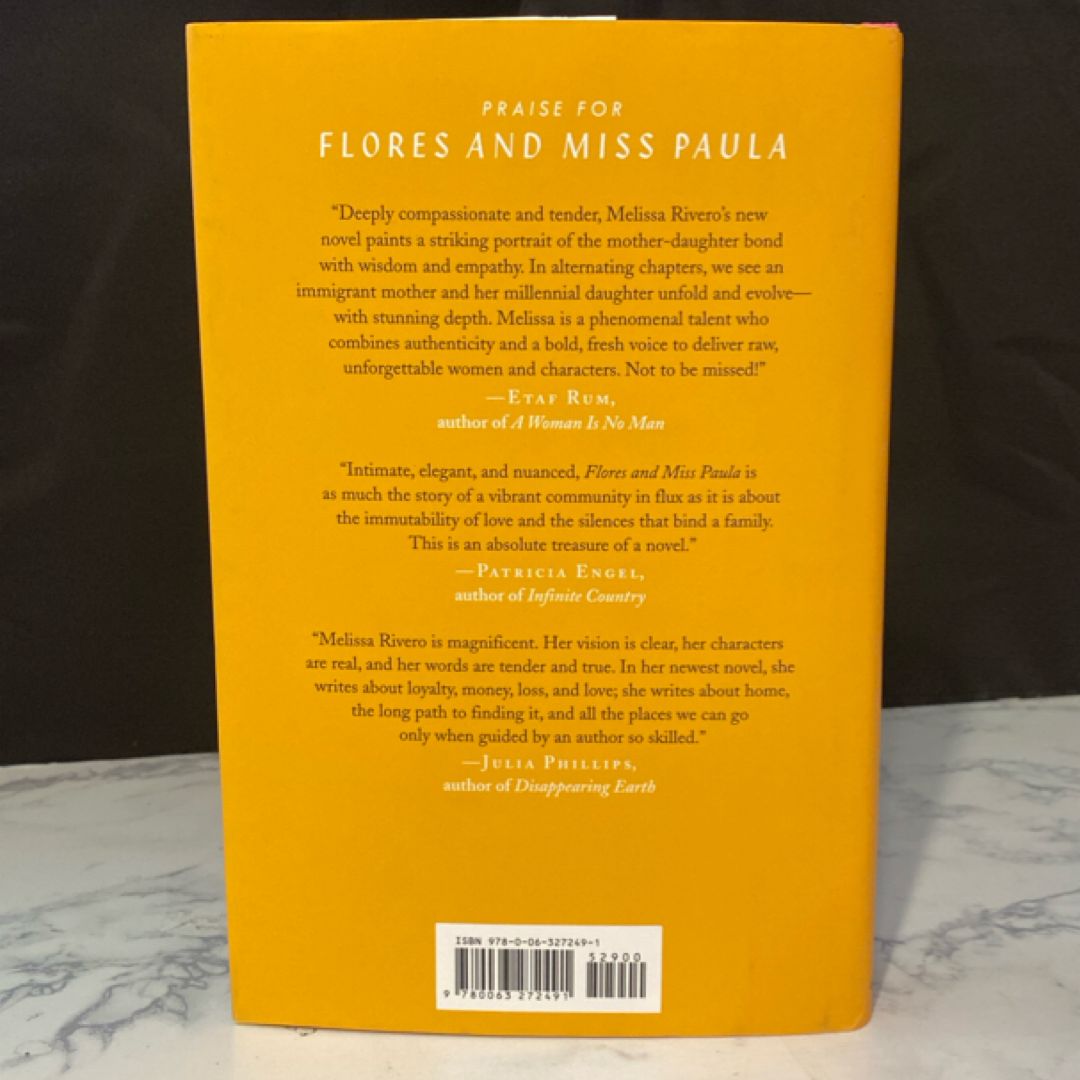 PRAISE FOR
FLORES AND MISS PAULA
“Deeply compassionate and tender, Melissa Rivero’s new
novel paints a striking portrait of the mother-daughter bond
with wisdom and empathy. In alternating chapters, we see an
immigrant mother and her millennial daughter unfold and evolve—
with stunning depth. Melissa is a phenomenal talent who
combines authenticity and a bold, fresh voice to deliver raw,
unforgettable women and characters. Not to be missed!”
—ETAF RUM,
author of A Woman Is No Man
“Intimate, elegant, and nuanced, Flores and Miss Paula is
as much the story of a vibrant community in flux as it is about
the immutability of love and the silences that bind a family.
This is an absolute treasure of a novel.”
—PATRICIA ENGEL,
author of Infinite Country
“Melissa Rivero is magnificent. Her vision is clear, her characters
are real, and her words are tender and true. In her newest novel, she
writes about loyalty, money, loss, and love; she writes about home,
the long path to finding it, and all the places we can go
only when guided by an author so skilled.”
—JULIA PHILLIPS,
author of Disappearing Earth
ISBN 978-0-06-327249-1
52900
9 780063 272491